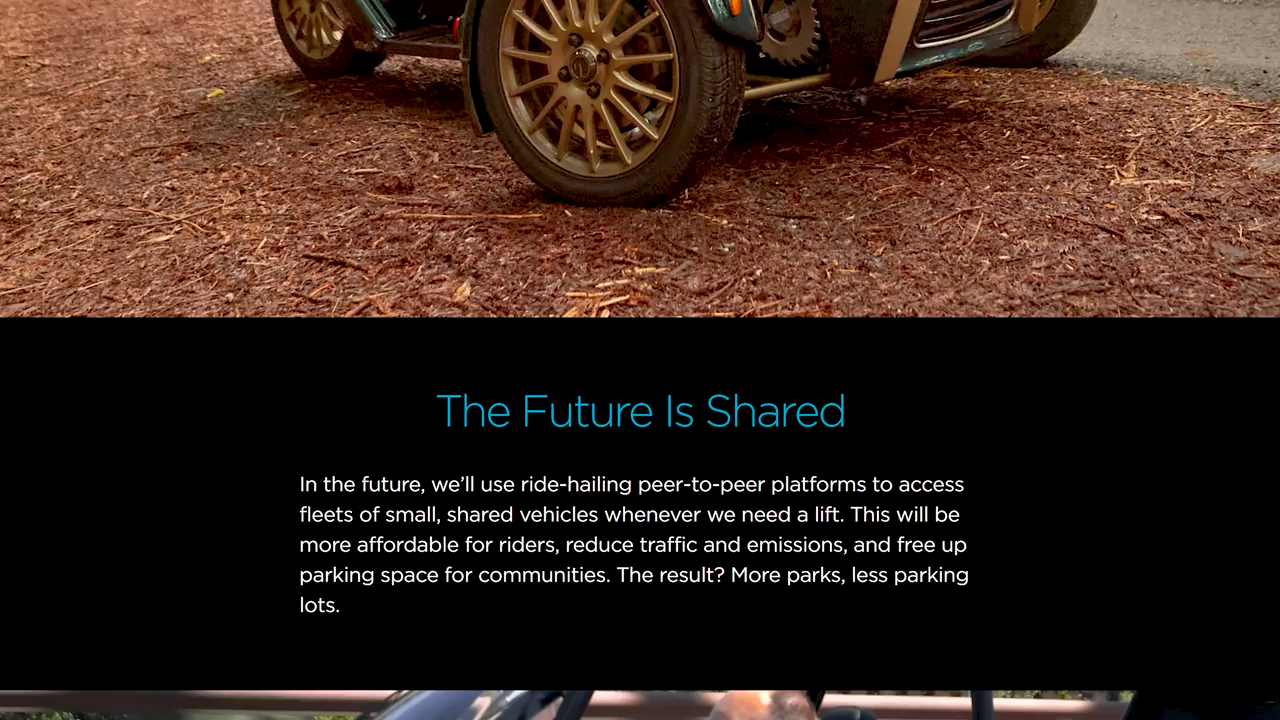 The Future Is Shared
In the future, we’ll use ride-hailing peer-to-peer platforms to access
fleets of small, shared vehicles whenever we need a lift. This will be
more affordable for riders, reduce traffic and emissions, and free up
parking space for communities. The result? More parks, less parking
lots.